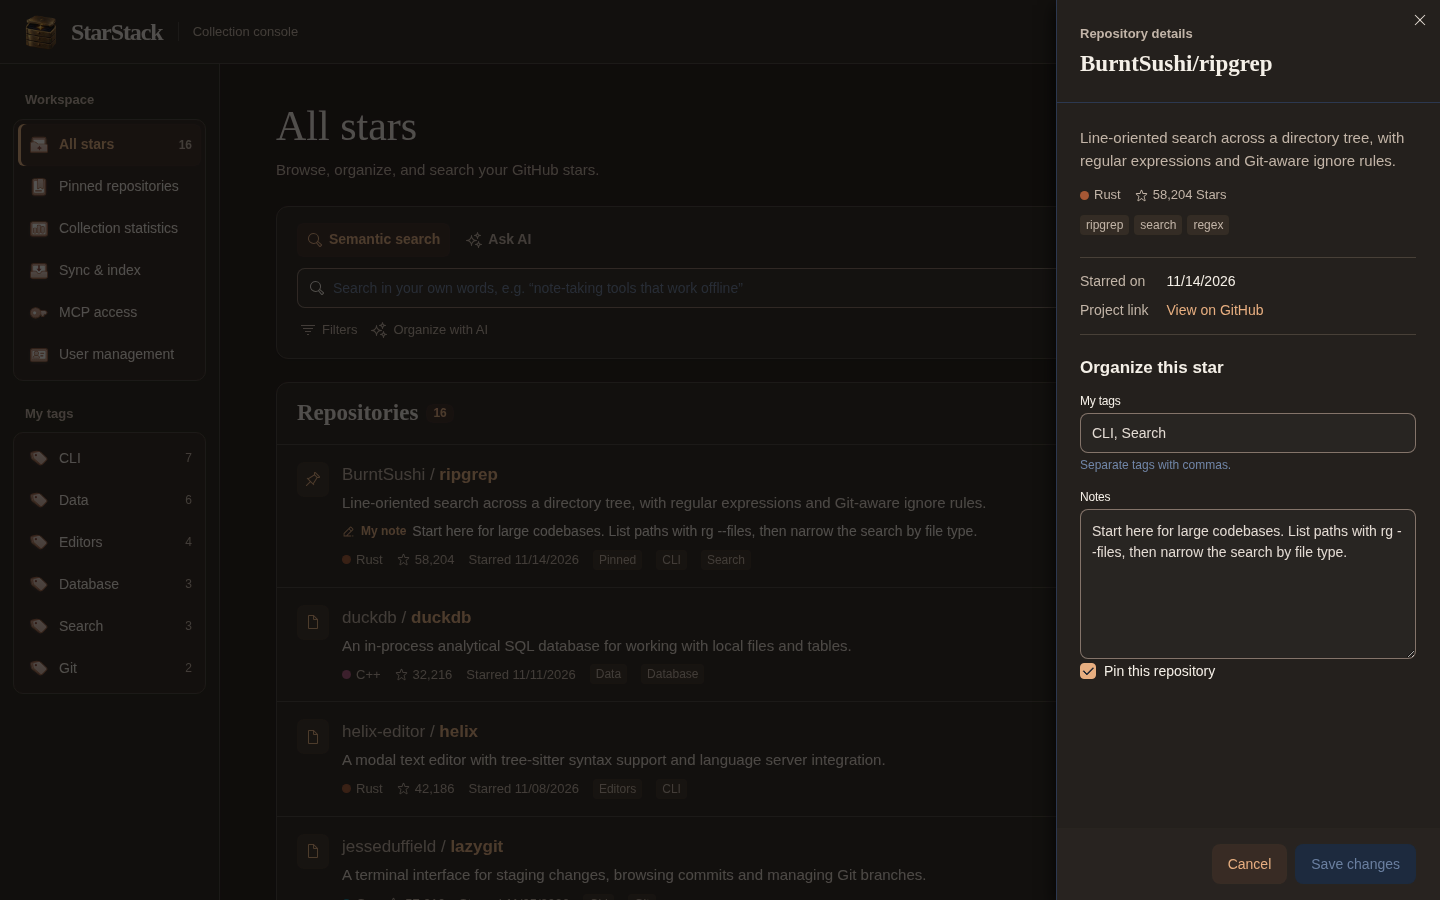 StarStack
Collection console
Workspace
All stars 16
Pinned repositories
Collection statistics
Sync & index
MCP access
User management
My tags
CLI 7
Data 6
Editors 4
Database 3
Search 3
Git 2
All stars
Browse, organize, and search your GitHub stars.
Semantic search Ask AI
Search in your own words, e.g. “note-taking tools that work offline”
Filters Organize with AI
Repositories 16
BurntSushi / ripgrep
Line-oriented search across a directory tree, with regular expressions and Git-aware ignore rules.
My note Start here for large codebases. List paths with rg --files, then narrow the search by file type.
Rust 58,204 Starred 11/14/2026 Pinned CLI Search
duckdb / duckdb
An in-process analytical SQL database for working with local files and tables.
C++ 32,216 Starred 11/11/2026 Data Database
helix-editor / helix
A modal text editor with tree-sitter syntax support and language server integration.
Rust 42,186 Starred 11/08/2026 Editors CLI
jesseduffield / lazygit
A terminal interface for staging changes, browsing commits and managing Git branches.
Repository details
BurntSushi/ripgrep
Line-oriented search across a directory tree, with
regular expressions and Git-aware ignore rules.
Rust 58,204 Stars
ripgrep search regex
Starred on 11/14/2026
Project link View on GitHub
Organize this star
My tags
CLI, Search
Separate tags with commas.
Notes
Start here for large codebases. List paths with rg -
-files, then narrow the search by file type.
Pin this repository
Cancel Save changes